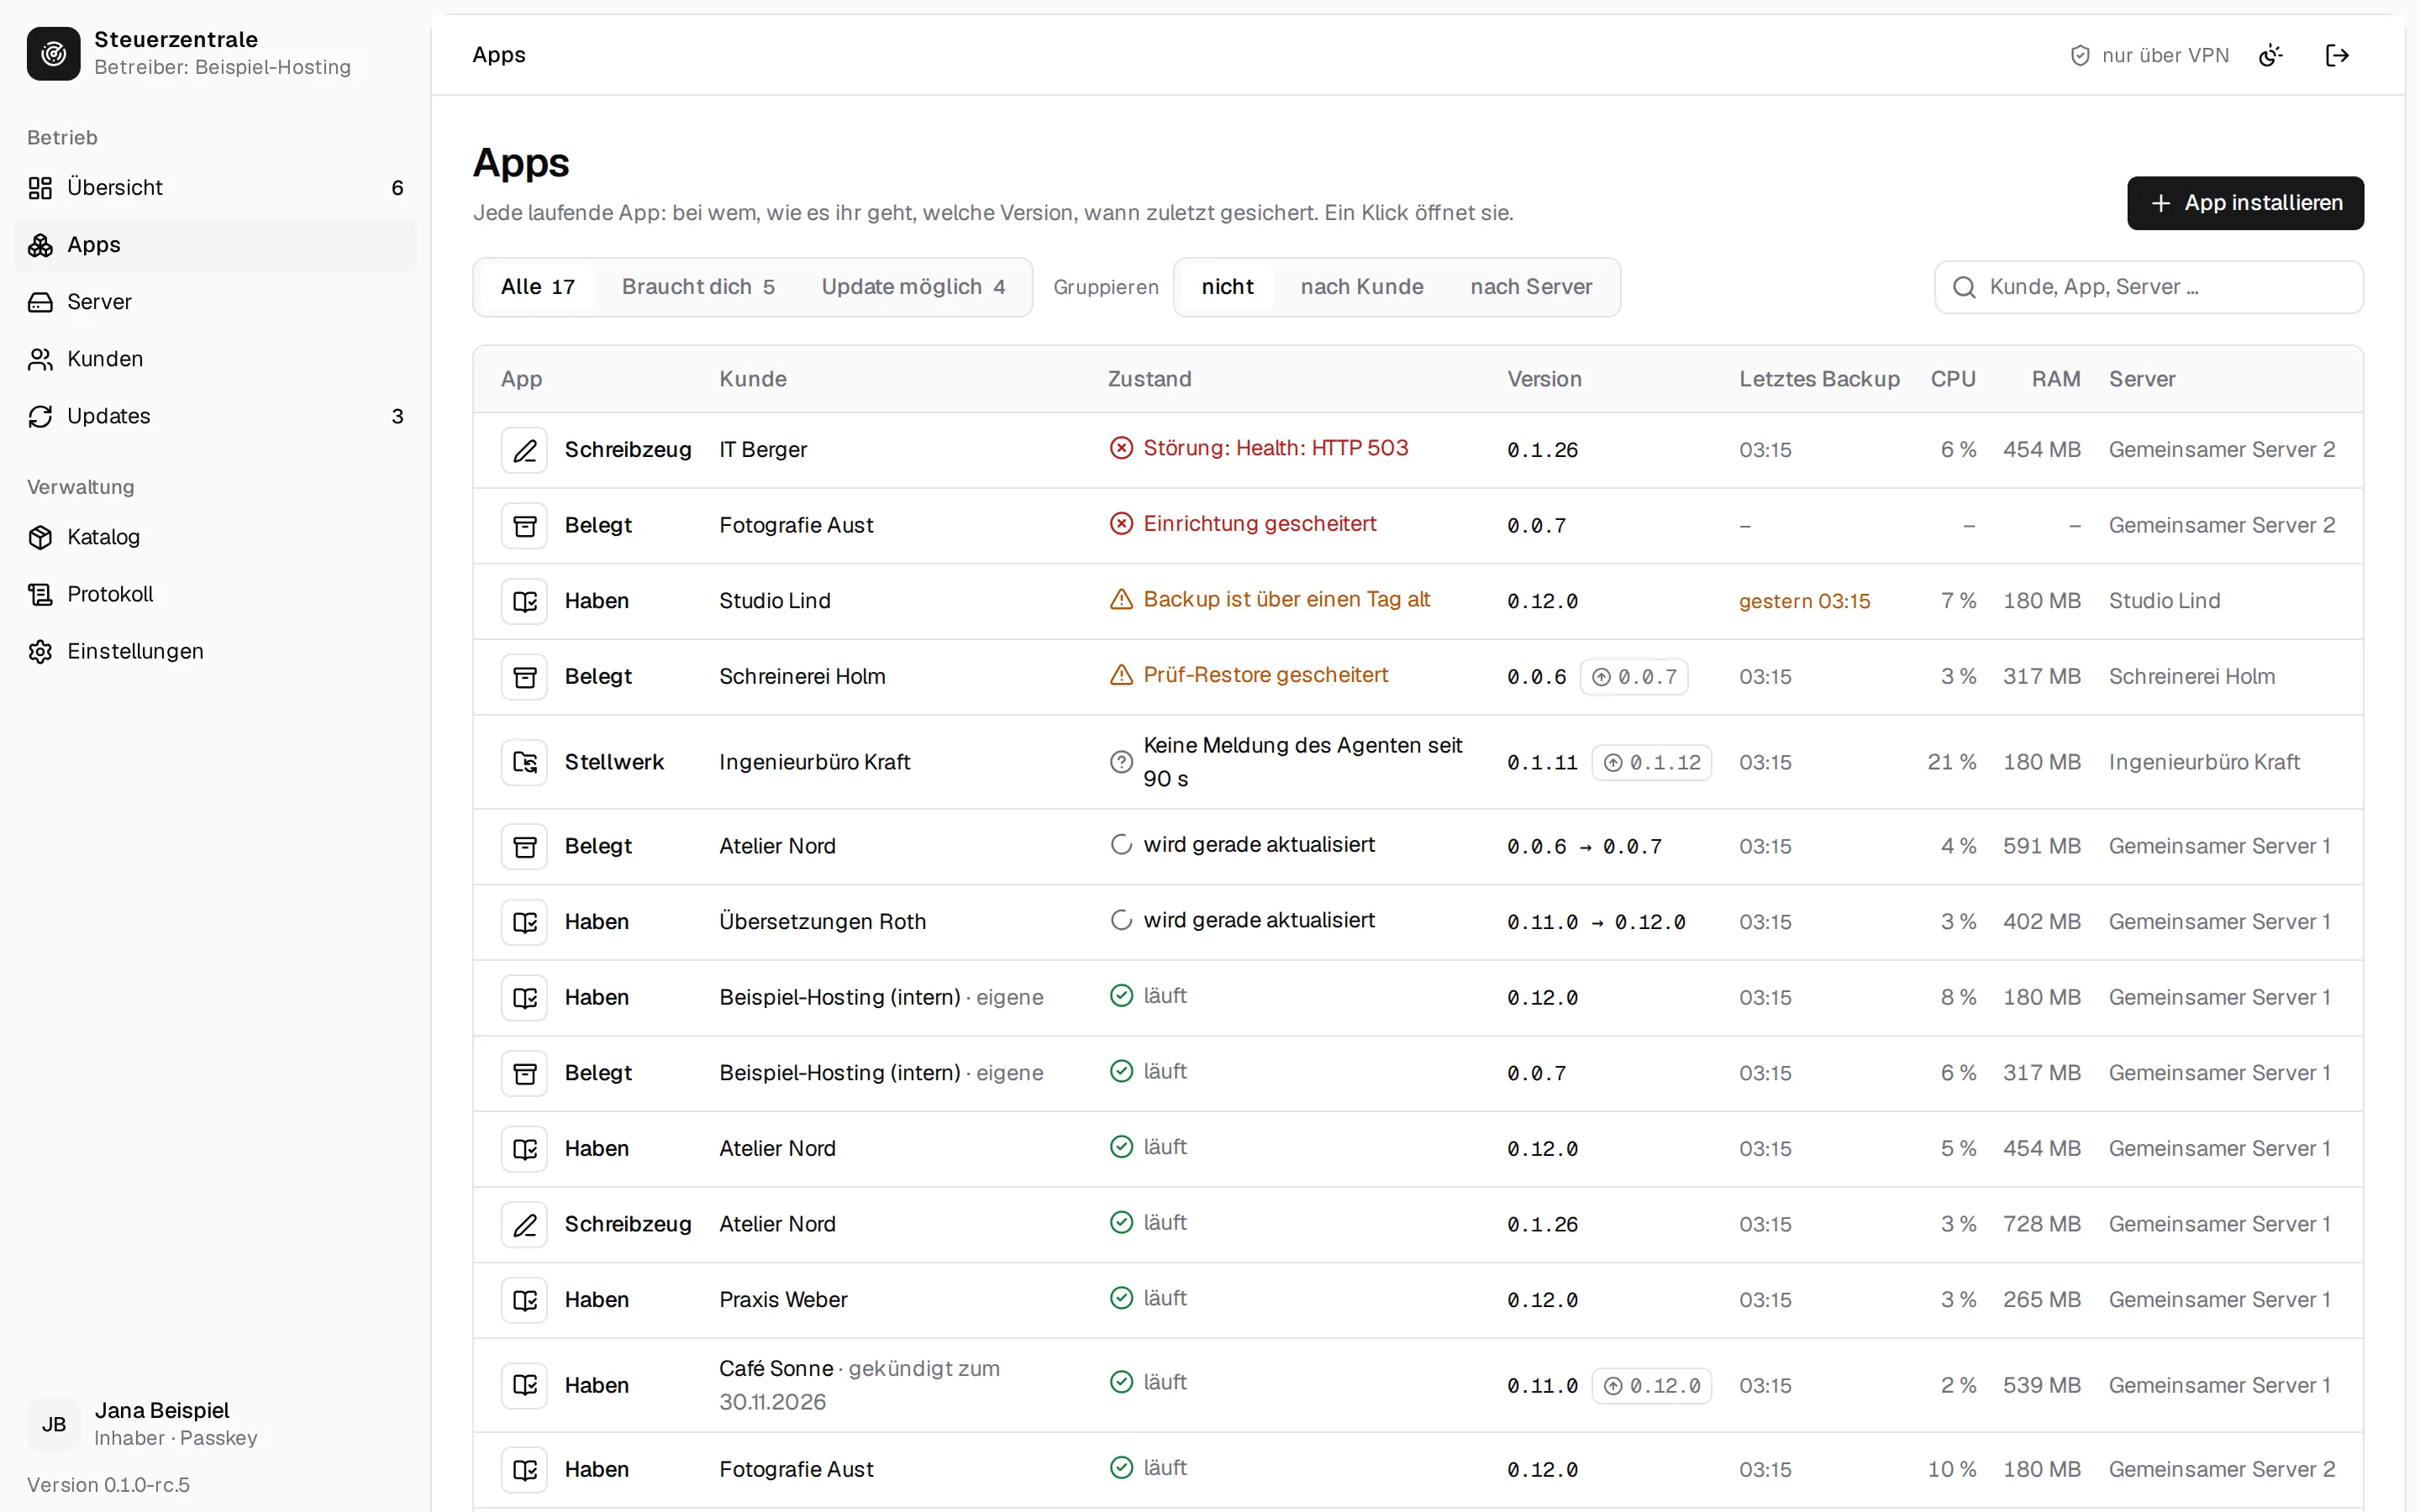 Steuerzentrale
Betreiber: Beispiel-Hosting
Betrieb
Übersicht 6
Apps
Server
Kunden
Updates 3
Verwaltung
Katalog
Protokoll
Einstellungen
JB
Jana Beispiel
Inhaber · Passkey
Version 0.1.0-rc.5
Apps
nur über VPN
Apps
Jede laufende App: bei wem, wie es ihr geht, welche Version, wann zuletzt gesichert. Ein Klick öffnet sie.
App installieren
Alle 17 Braucht dich 5 Update möglich 4 Gruppieren nicht nach Kunde nach Server
Kunde, App, Server ...
App Kunde Zustand Version Letztes Backup CPU RAM Server
Schreibzeug IT Berger Störung: Health: HTTP 503 0.1.26 03:15 6 % 454 MB Gemeinsamer Server 2
Belegt Fotografie Aust Einrichtung gescheitert 0.0.7 – – – Gemeinsamer Server 2
Haben Studio Lind Backup ist über einen Tag alt 0.12.0 gestern 03:15 7 % 180 MB Studio Lind
Belegt Schreinerei Holm Prüf-Restore gescheitert 0.0.6 0.0.7 03:15 3 % 317 MB Schreinerei Holm
Stellwerk Ingenieurbüro Kraft Keine Meldung des Agenten seit
90 s 0.1.11 0.1.12 03:15 21 % 180 MB Ingenieurbüro Kraft
Belegt Atelier Nord wird gerade aktualisiert 0.0.6 → 0.0.7 03:15 4 % 591 MB Gemeinsamer Server 1
Haben Übersetzungen Roth wird gerade aktualisiert 0.11.0 → 0.12.0 03:15 3 % 402 MB Gemeinsamer Server 1
Haben Beispiel-Hosting (intern) · eigene läuft 0.12.0 03:15 8 % 180 MB Gemeinsamer Server 1
Belegt Beispiel-Hosting (intern) · eigene läuft 0.0.7 03:15 6 % 317 MB Gemeinsamer Server 1
Haben Atelier Nord läuft 0.12.0 03:15 5 % 454 MB Gemeinsamer Server 1
Schreibzeug Atelier Nord läuft 0.1.26 03:15 3 % 728 MB Gemeinsamer Server 1
Haben Praxis Weber läuft 0.12.0 03:15 3 % 265 MB Gemeinsamer Server 1
Haben Café Sonne · gekündigt zum
30.11.2026 läuft 0.11.0 0.12.0 03:15 2 % 539 MB Gemeinsamer Server 1
Haben Fotografie Aust läuft 0.12.0 03:15 10 % 180 MB Gemeinsamer Server 2